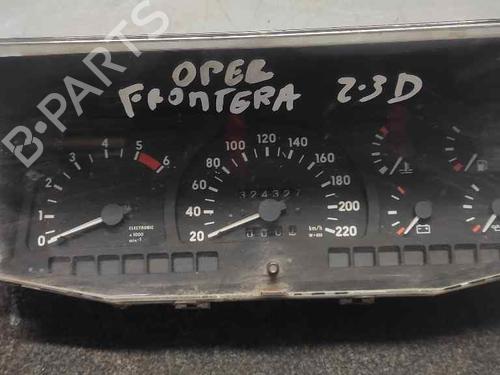 B-PARTS
OPEL
FRONTERA 2.3D
0 1 2 3 4 5 6
ELECTRONIC
x 1000
min-1
20 40 60 80 100 120 140 160 180 200 220
324327
km/h